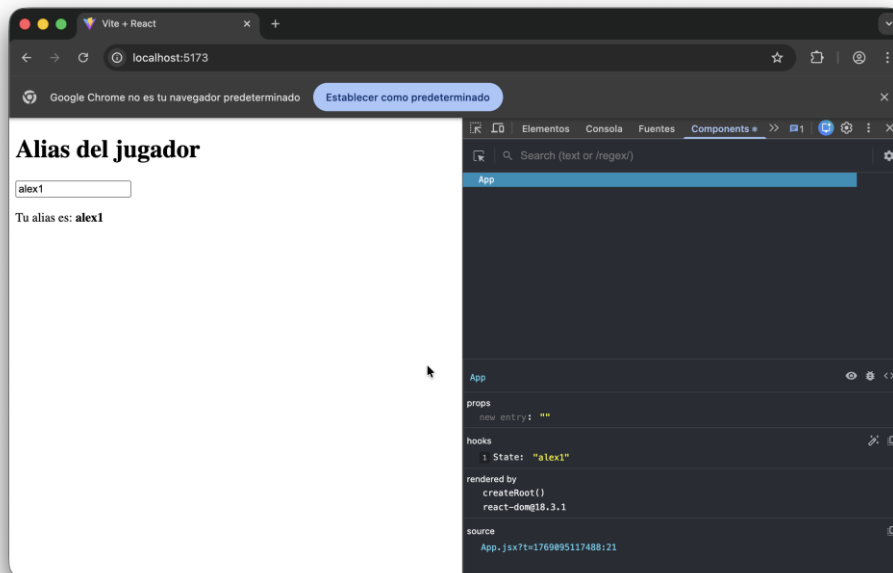 Vite + React
localhost:5173
Google Chrome no es tu navegador predeterminado
Establecer como predeterminado
Alias del jugador
alex1
Tu alias es: alex1
Elementos Consola Fuentes Components 1
Search (text or /regex/)
App
App
props
new entry: ""
hooks
1 State: "alex1"
rendered by
createRoot()
react-dom@18.3.1
source
App.jsx?t=1769095117488:21